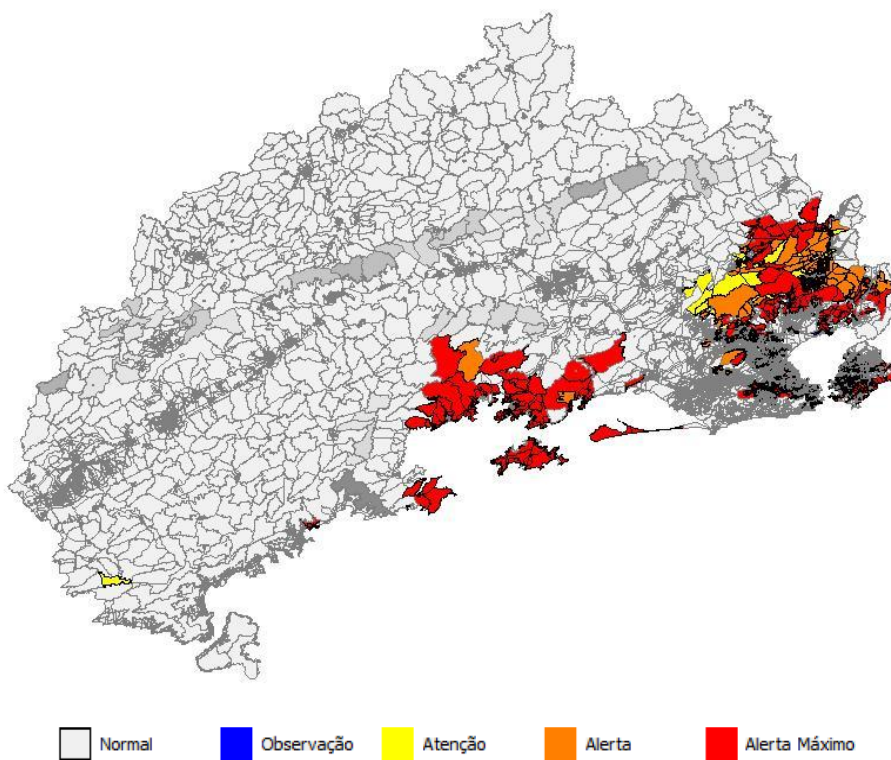 Normal
Observação
Atenção
Alerta
Alerta Máximo